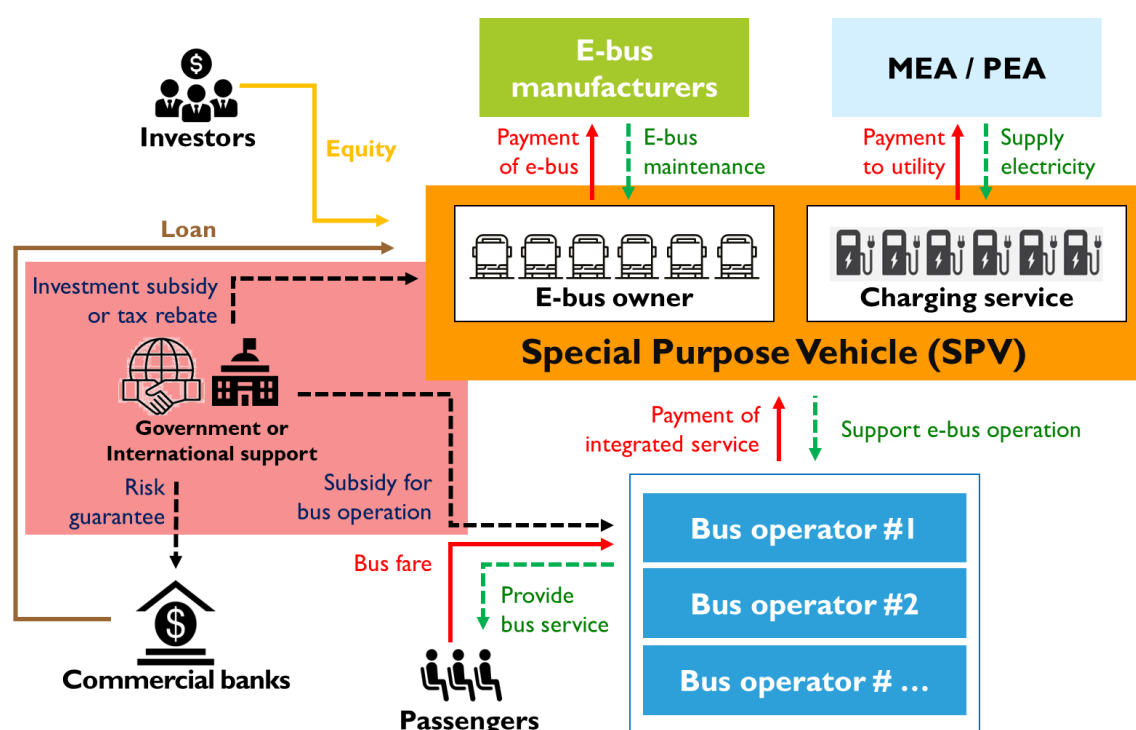 E-bus
manufacturers
MEA / PEA
Investors
Equity
Payment
of e-bus
E-bus
maintenance
Payment
to utility
Supply
electricity
Loan
Investment subsidy
or tax rebate
E-bus owner
Charging service
Special Purpose Vehicle (SPV)
Government or
International support
Payment of
integrated service
Support e-bus operation
Risk
guarantee
Subsidy for
bus operation
Bus fare
Provide
bus service
Bus operator #1
Bus operator #2
Bus operator # ...
Commercial banks
Passengers